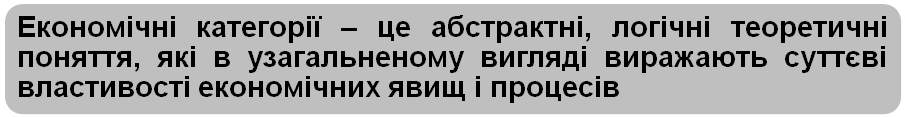 Економічні категорії – це абстрактні, логічні теоретичні
поняття, які в узагальненому вигляді виражають суттєві
властивості економічних явищ і процесів